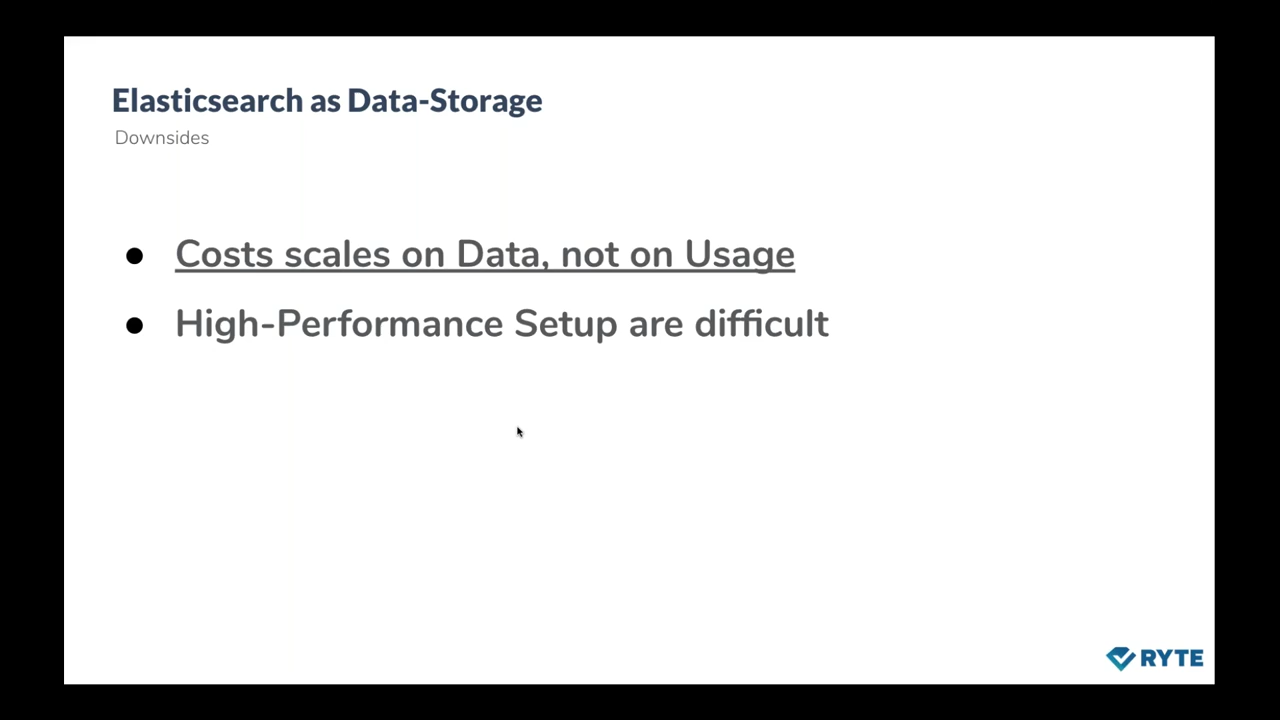 Elasticsearch as Data-Storage
Downsides
● Costs scales on Data, not on Usage
● High-Performance Setup are difficult
RYTE